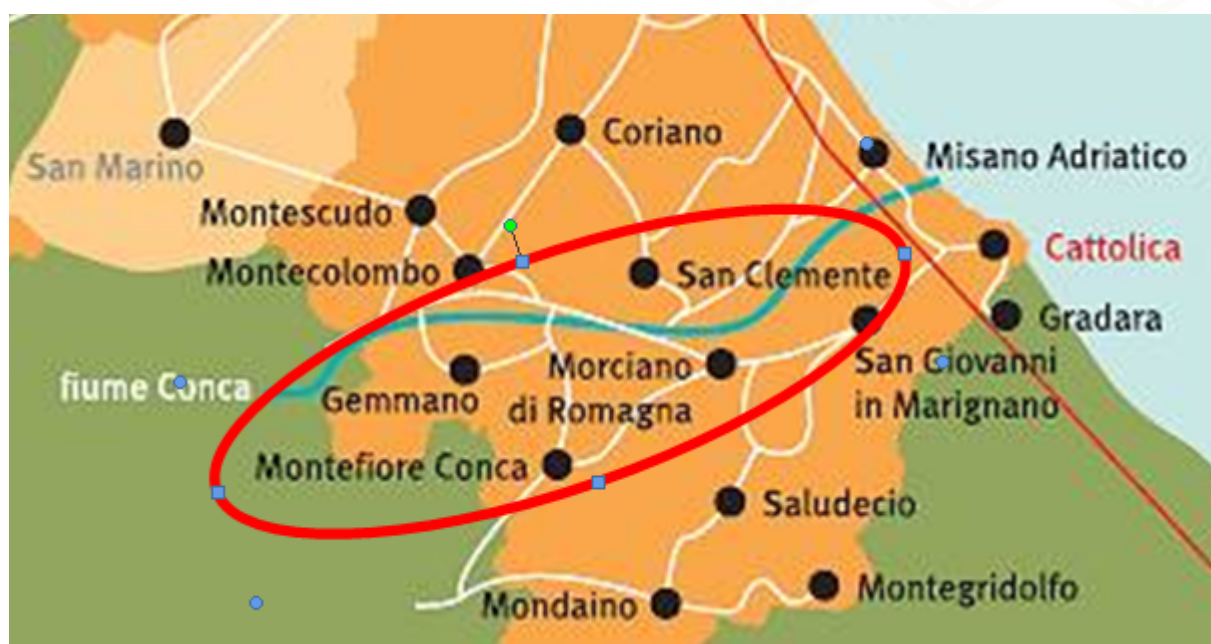 Coriano
Misano Adriatico
San Marino
Montescudo
Cattolica
Montecolombo
San Clemente
Gradara
Morciano
di Romagna
San Giovanni
in Marignano
fiume Conca
Gemmano
Montefiore Conca
Saludecio
Montegridolfo
Mondaino